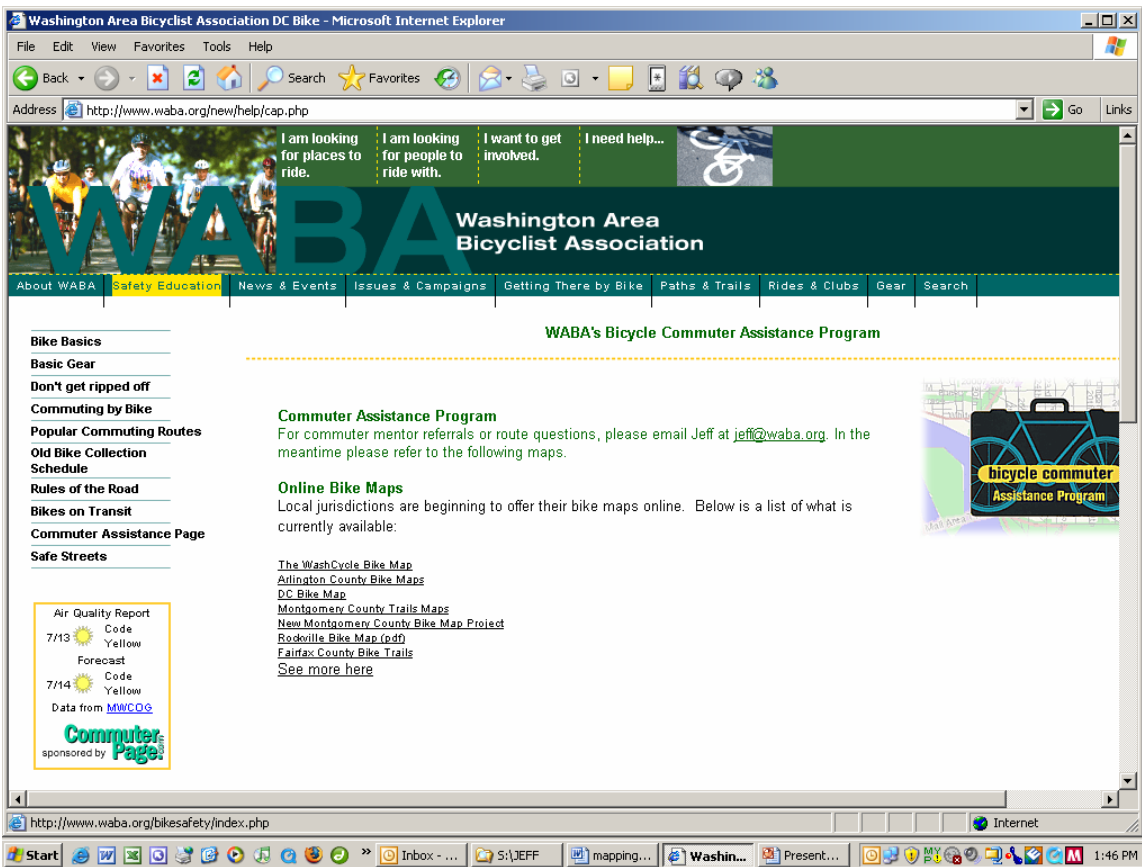 Washington Area Bicyclist Association DC Bike - Microsoft Internet Explorer
File Edit View Favorites Tools Help
Back Search Favorites
Address http://www.waba.org/new/help/cap.php Go Links
I am looking for places to ride.
I am looking for people to ride with.
I want to get involved.
I need help...
WABA
Washington Area
Bicyclist Association
About WABA Safety Education News & Events Issues & Campaigns Getting There by Bike Paths & Trails Rides & Clubs Gear Search
Bike Basics
Basic Gear
Don't get ripped off
Commuting by Bike
Popular Commuting Routes
Old Bike Collection
Schedule
Rules of the Road
Bikes on Transit
Commuter Assistance Page
Safe Streets
Air Quality Report
7/13 Code
Yellow
Forecast
7/14 Code
Yellow
Data from MWCOG
sponsored by CommuterPage.com
WABA's Bicycle Commuter Assistance Program
Commuter Assistance Program
For commuter mentor referrals or route questions, please email Jeff at jeff@waba.org. In the
meantime please refer to the following maps.
Online Bike Maps
Local jurisdictions are beginning to offer their bike maps online. Below is a list of what is
currently available:
The WashCycle Bike Map
Arlington County Bike Maps
DC Bike Map
Montgomery County Trails Maps
New Montgomery County Bike Map Project
Rockville Bike Map (pdf)
Fairfax County Bike Trails
See more here
bicycle commuter
Assistance Program
Mall Area
http://www.waba.org/bikesafety/index.php Internet
Start Inbox - ... S:\JEFF mapping... Washin... Present... 1:46 PM